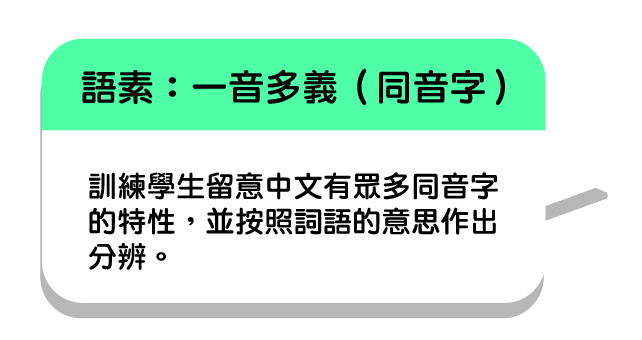 語素：一音多義（同音字）
訓練學生留意中文有眾多同音字
的特性，並按照詞語的意思作出
分辨。